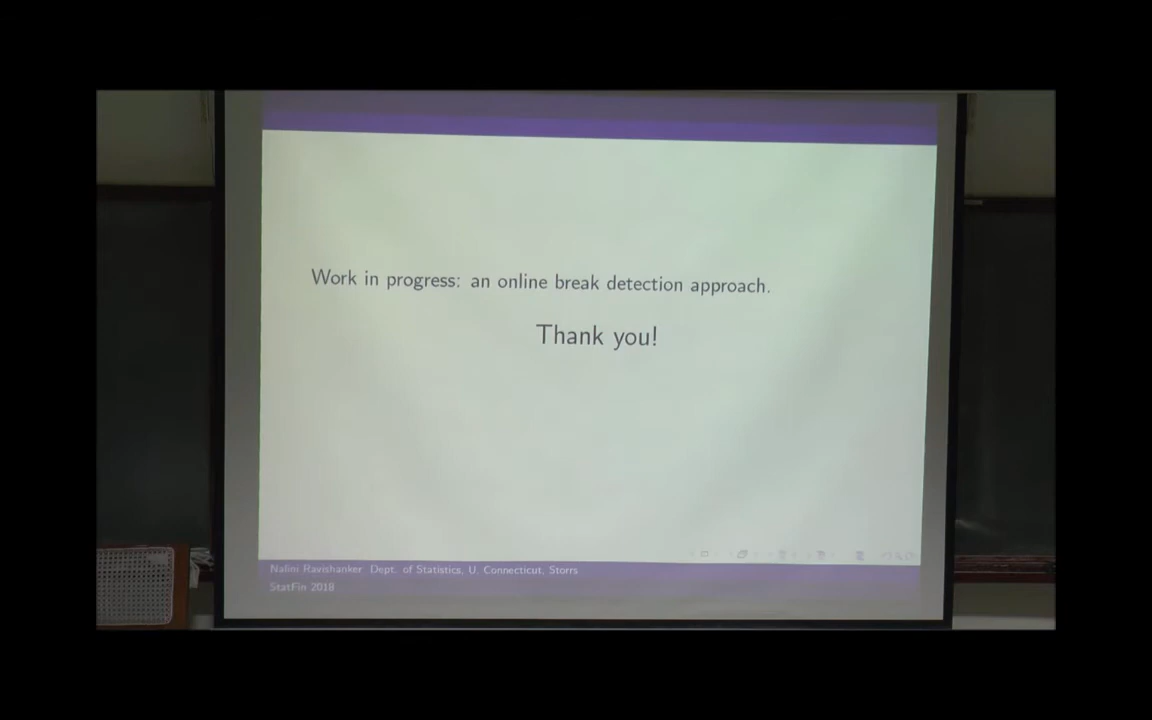 Work in progress: an online break detection approach.
Thank you!
Nalini Ravishanker Dept. of Statistics, U. Connecticut, Storrs
StatFin 2018